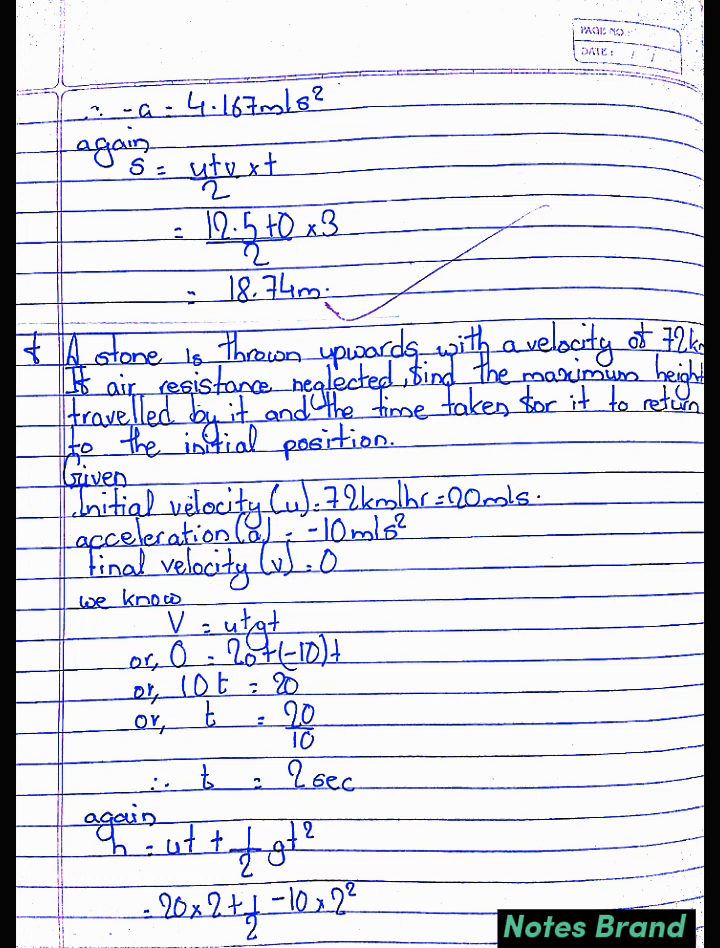 PAGE NO.:
DATE: / /
∴ -a = 4.167m/s²
again
s = u+v/2 x t
= 12.5+0/2 x3
= 18.74m.
f A stone is thrown upwards with a velocity of 72k
If air resistance neglected, find the maximum height
travelled by it and the time taken for it to return
to the initial position.
Given
Initial velocity (u) = 72km/hr = 20m/s.
acceleration (a) = -10m/s²
final velocity (v) = 0
we know
V = u+gt
or, 0 = 20+(-10)t
or, 10t = 20
or, t = 20/10
∴ t = 2sec
again
h = ut + 1/2 gt²
= 20x2+1/2 -10x2²
Notes Brand